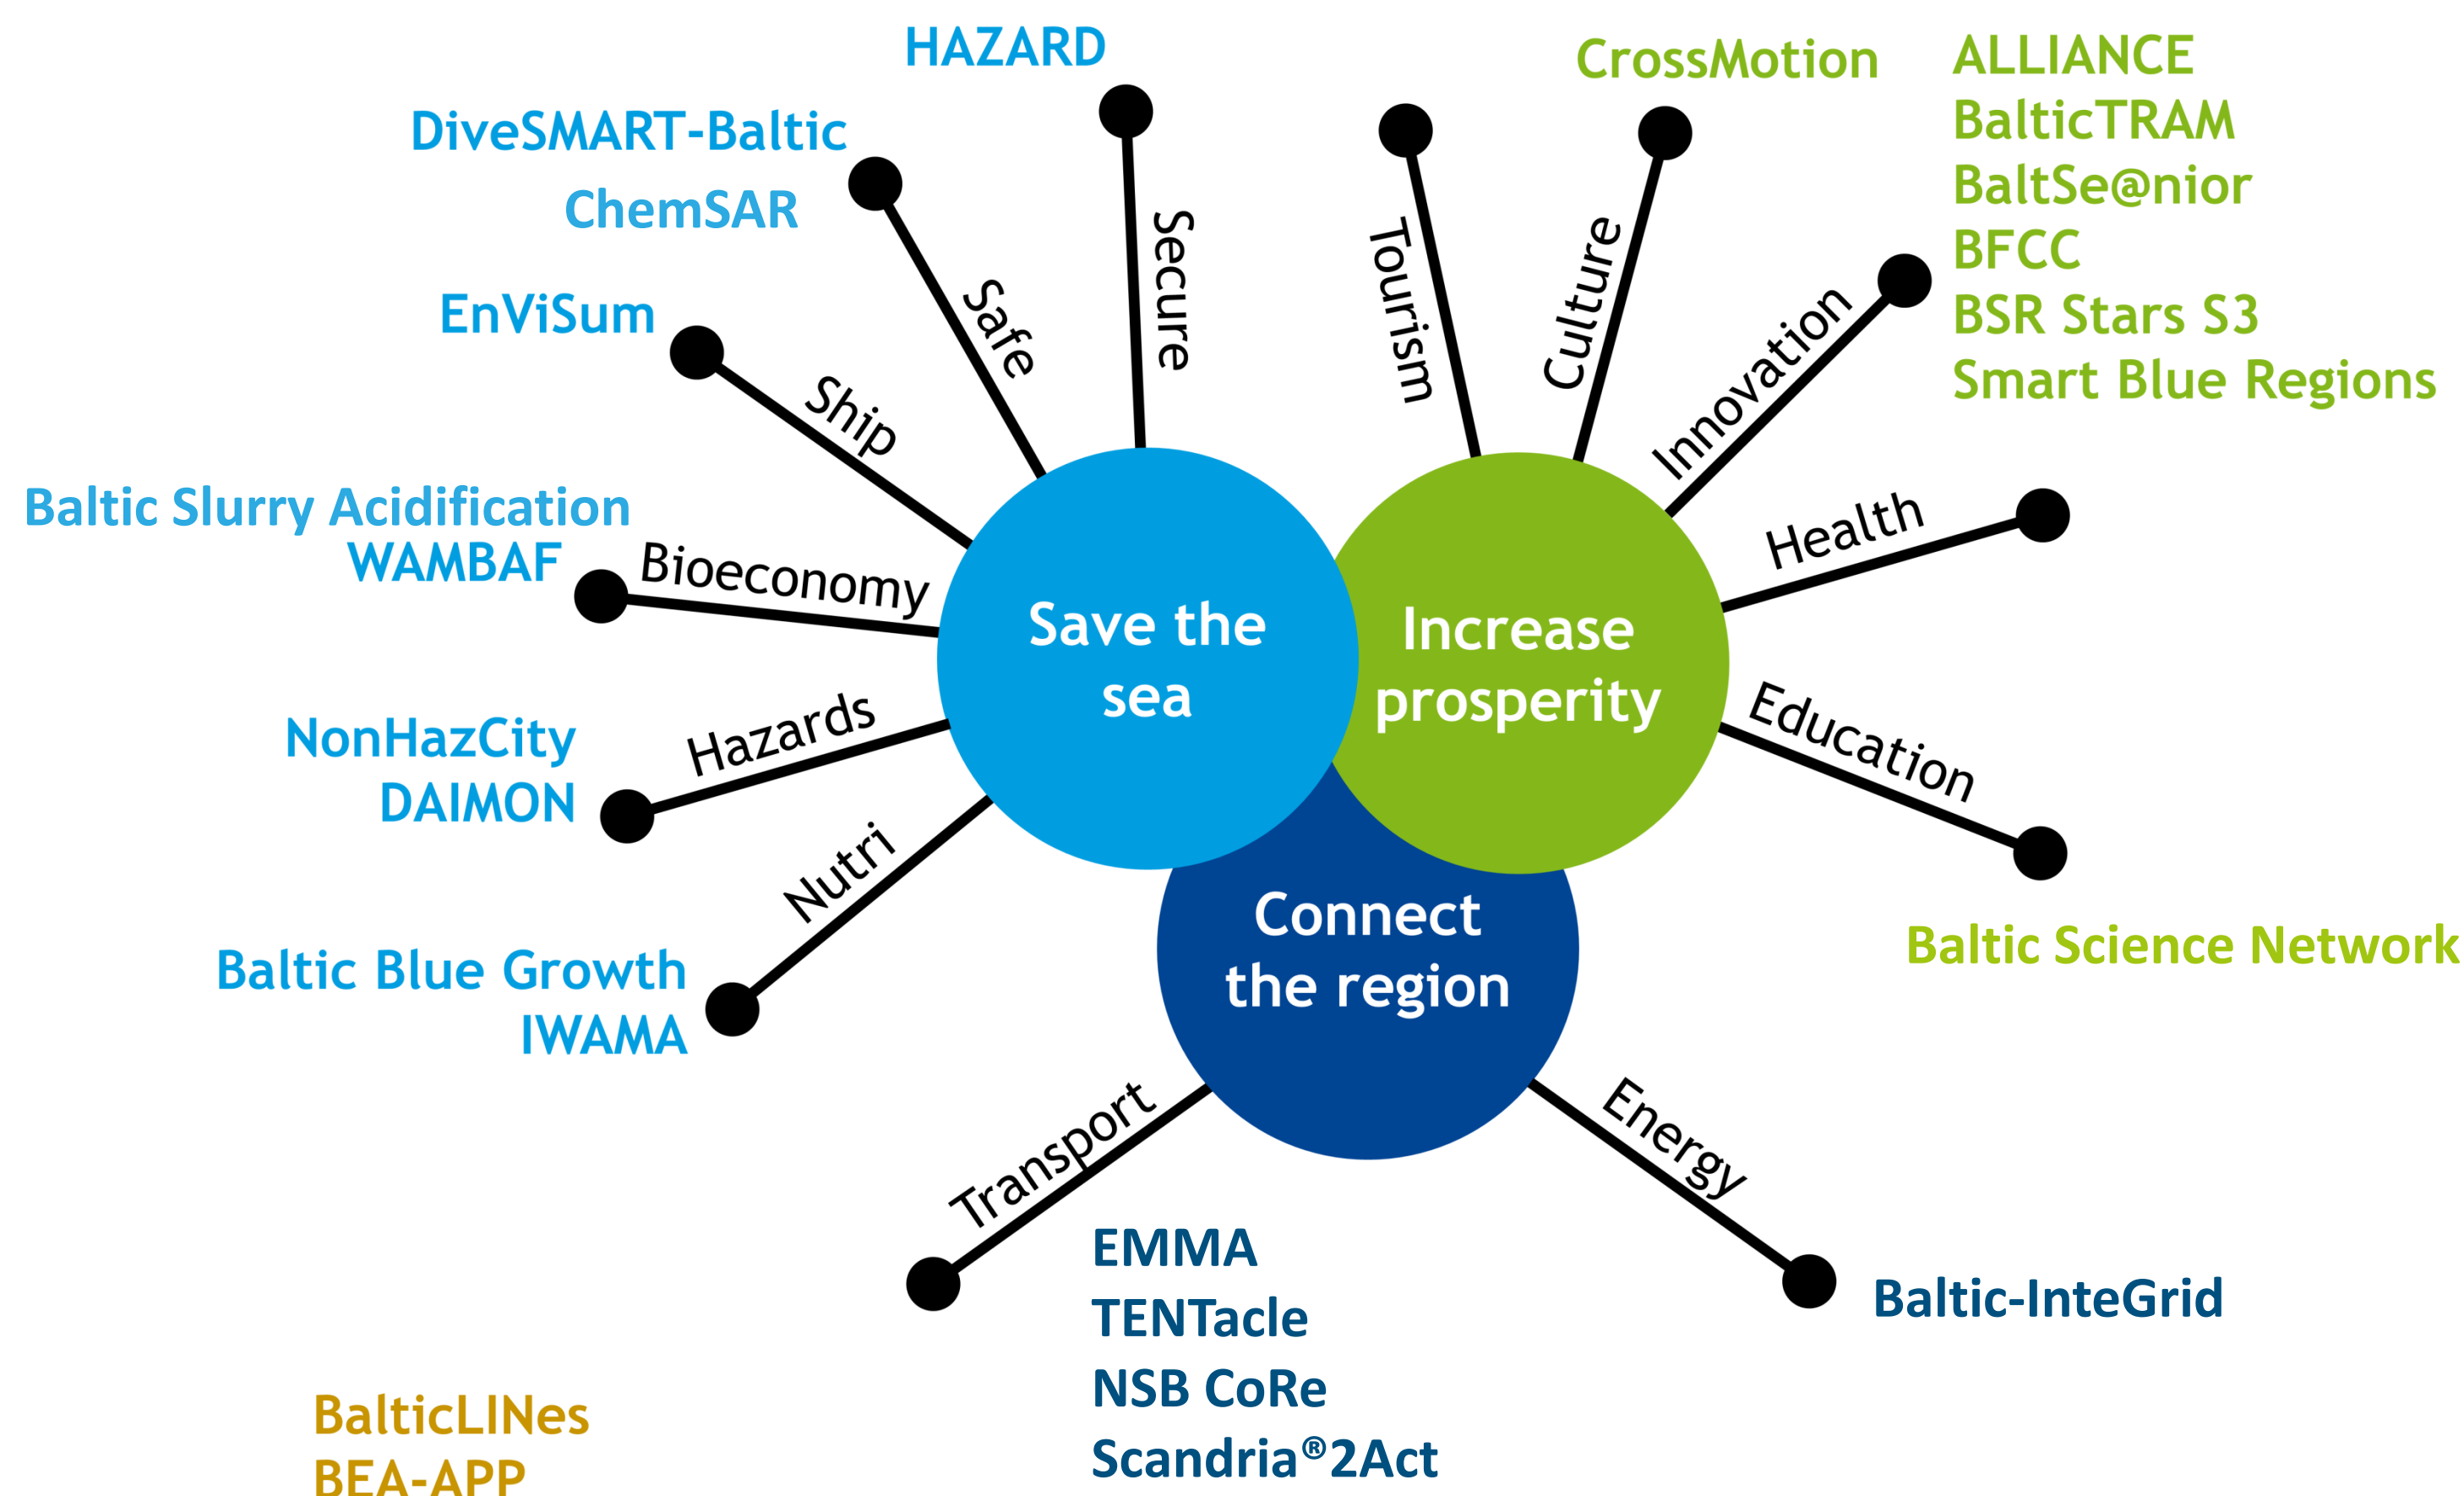 HAZARD
DiveSMART-Baltic
ChemSAR
EnViSum
Baltic Slurry Acidification
WAMBAF
NonHazCity
DAIMON
Baltic Blue Growth
IWAMA
Secure
Safe
Ship
Bioeconomy
Hazards
Nutri
Save the
sea
CrossMotion
ALLIANCE
BalticTRAM
BaltSe@nior
BFCC
BSR Stars S3
Smart Blue Regions
Tourism
Culture
Innovation
Health
Education
Increase
prosperity
Baltic Science Network
Connect
the region
Transport
Energy
EMMA
TENTacle
NSB CoRe
Scandria®2Act
Baltic-InteGrid
BalticLINes
BEA-APP